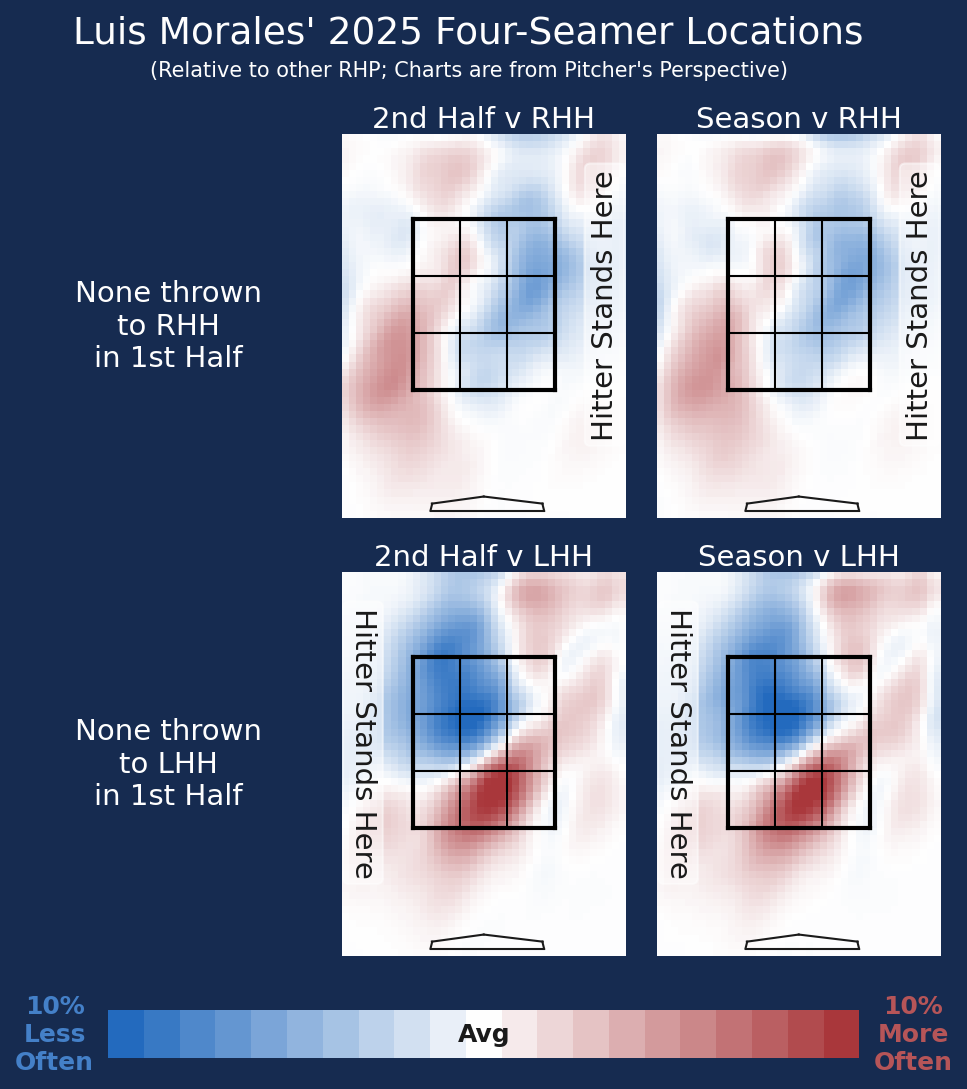 Luis Morales' 2025 Four-Seamer Locations
(Relative to other RHP; Charts are from Pitcher's Perspective)
2nd Half v RHH
Season v RHH
None thrown
to RHH
in 1st Half
Hitter Stands Here
Hitter Stands Here
2nd Half v LHH
Season v LHH
None thrown
to LHH
in 1st Half
Hitter Stands Here
Hitter Stands Here
10%
Less
Often
Avg
10%
More
Often